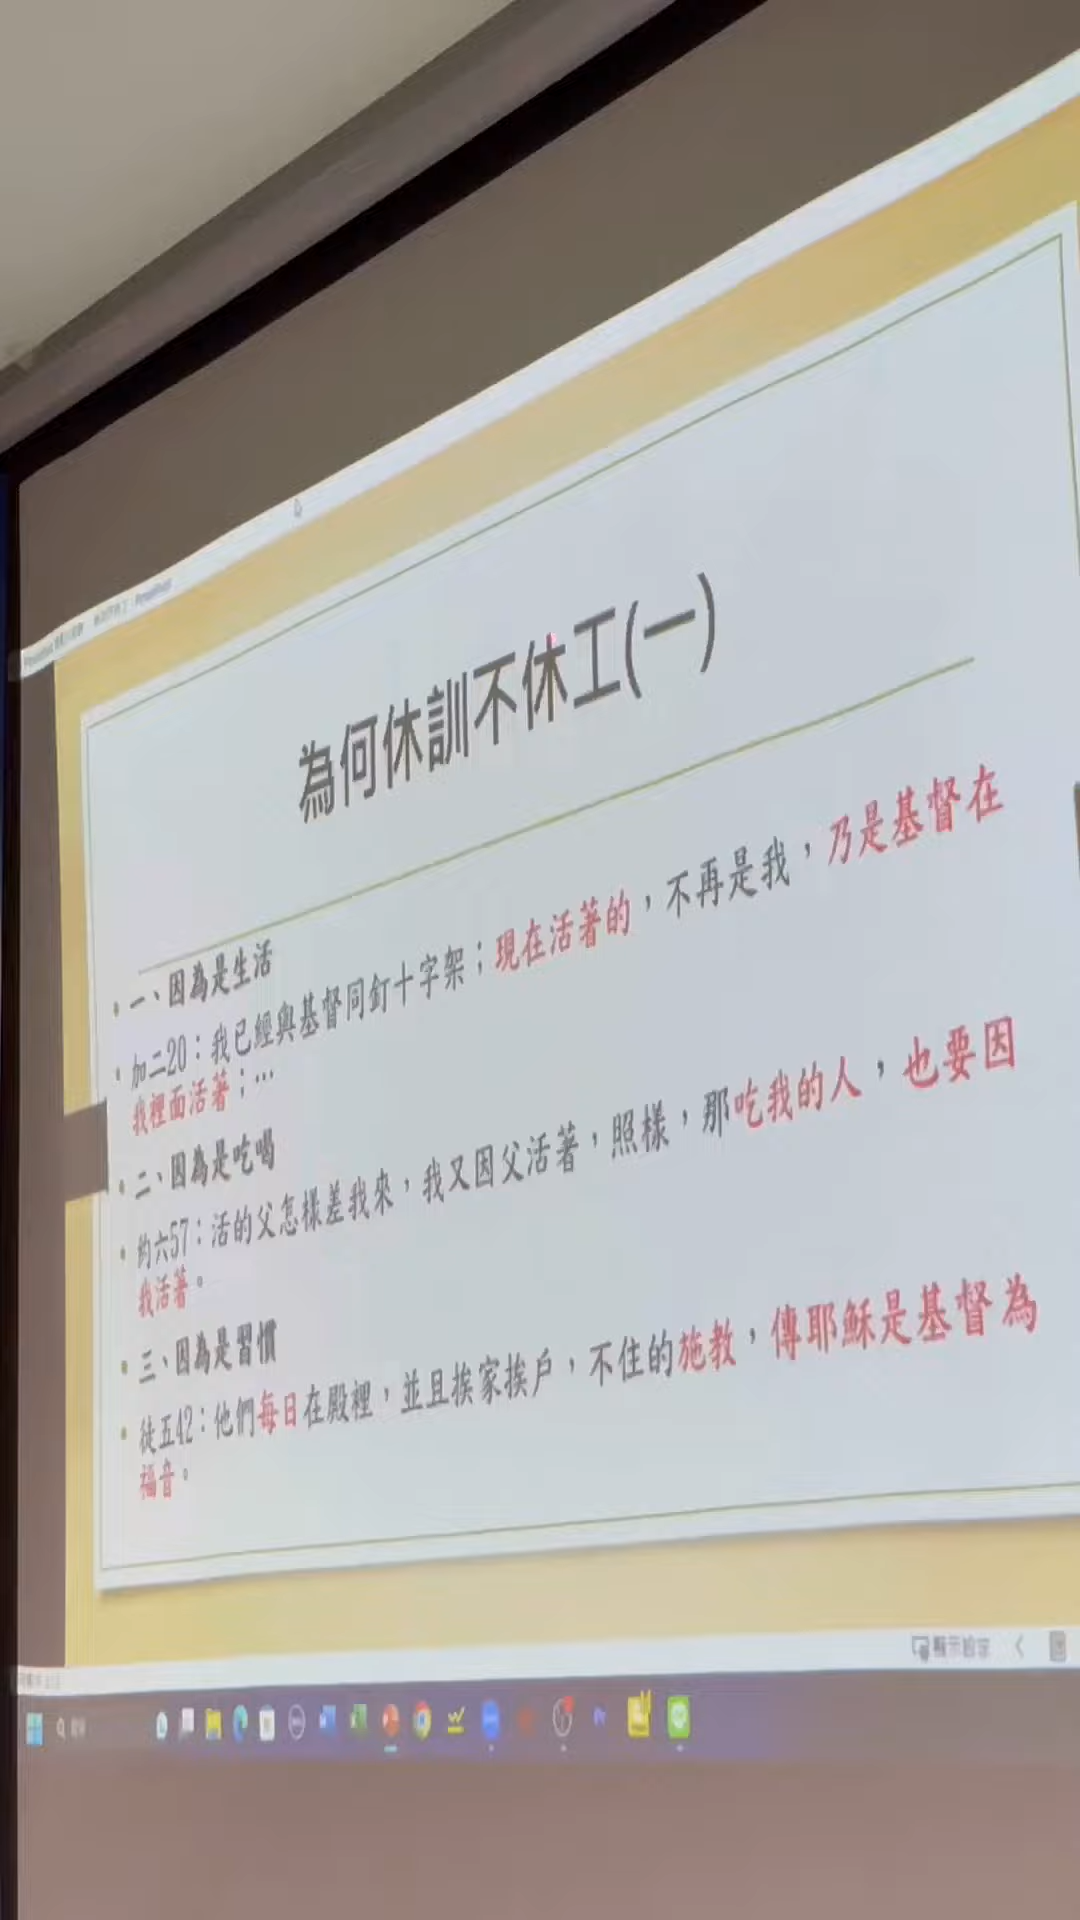 為何休訓不休工(一)
一、因為是生活
加二20：我已經與基督同釘十字架；現在活著的，不再是我，乃是基督在
我裡面活著；…
二、因為是吃喝
約六57：活的父怎樣差我來，我又因父活著，照樣，那吃我的人，也要因
我活著。
三、因為是習慣
徒五42：他們每日在殿裡，並且挨家挨戶，不住的施教，傳耶穌是基督為
福音。